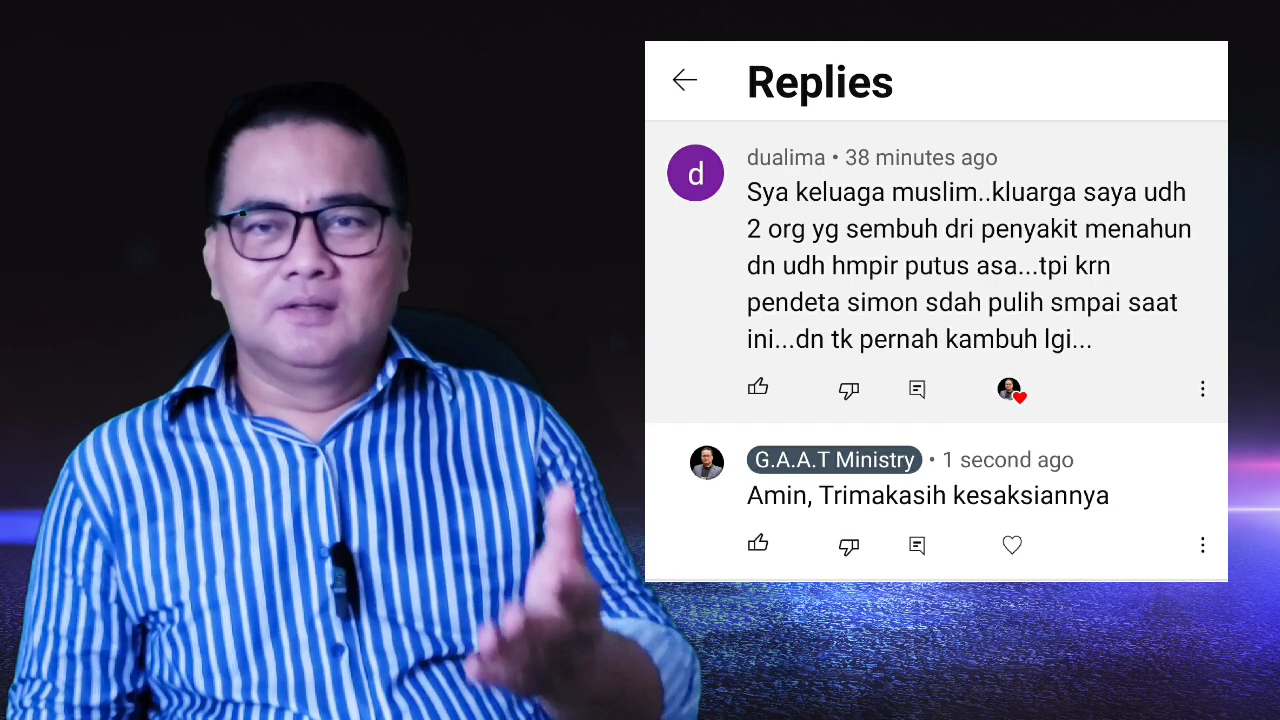 Replies
d
dualima • 38 minutes ago
Sya keluaga muslim..kluarga saya udh
2 org yg sembuh dri penyakit menahun
dn udh hmpir putus asa...tpi krn
pendeta simon sdah pulih smpai saat
ini...dn tk pernah kambuh lgi...
G.A.A.T Ministry • 1 second ago
Amin, Trimakasih kesaksiannya